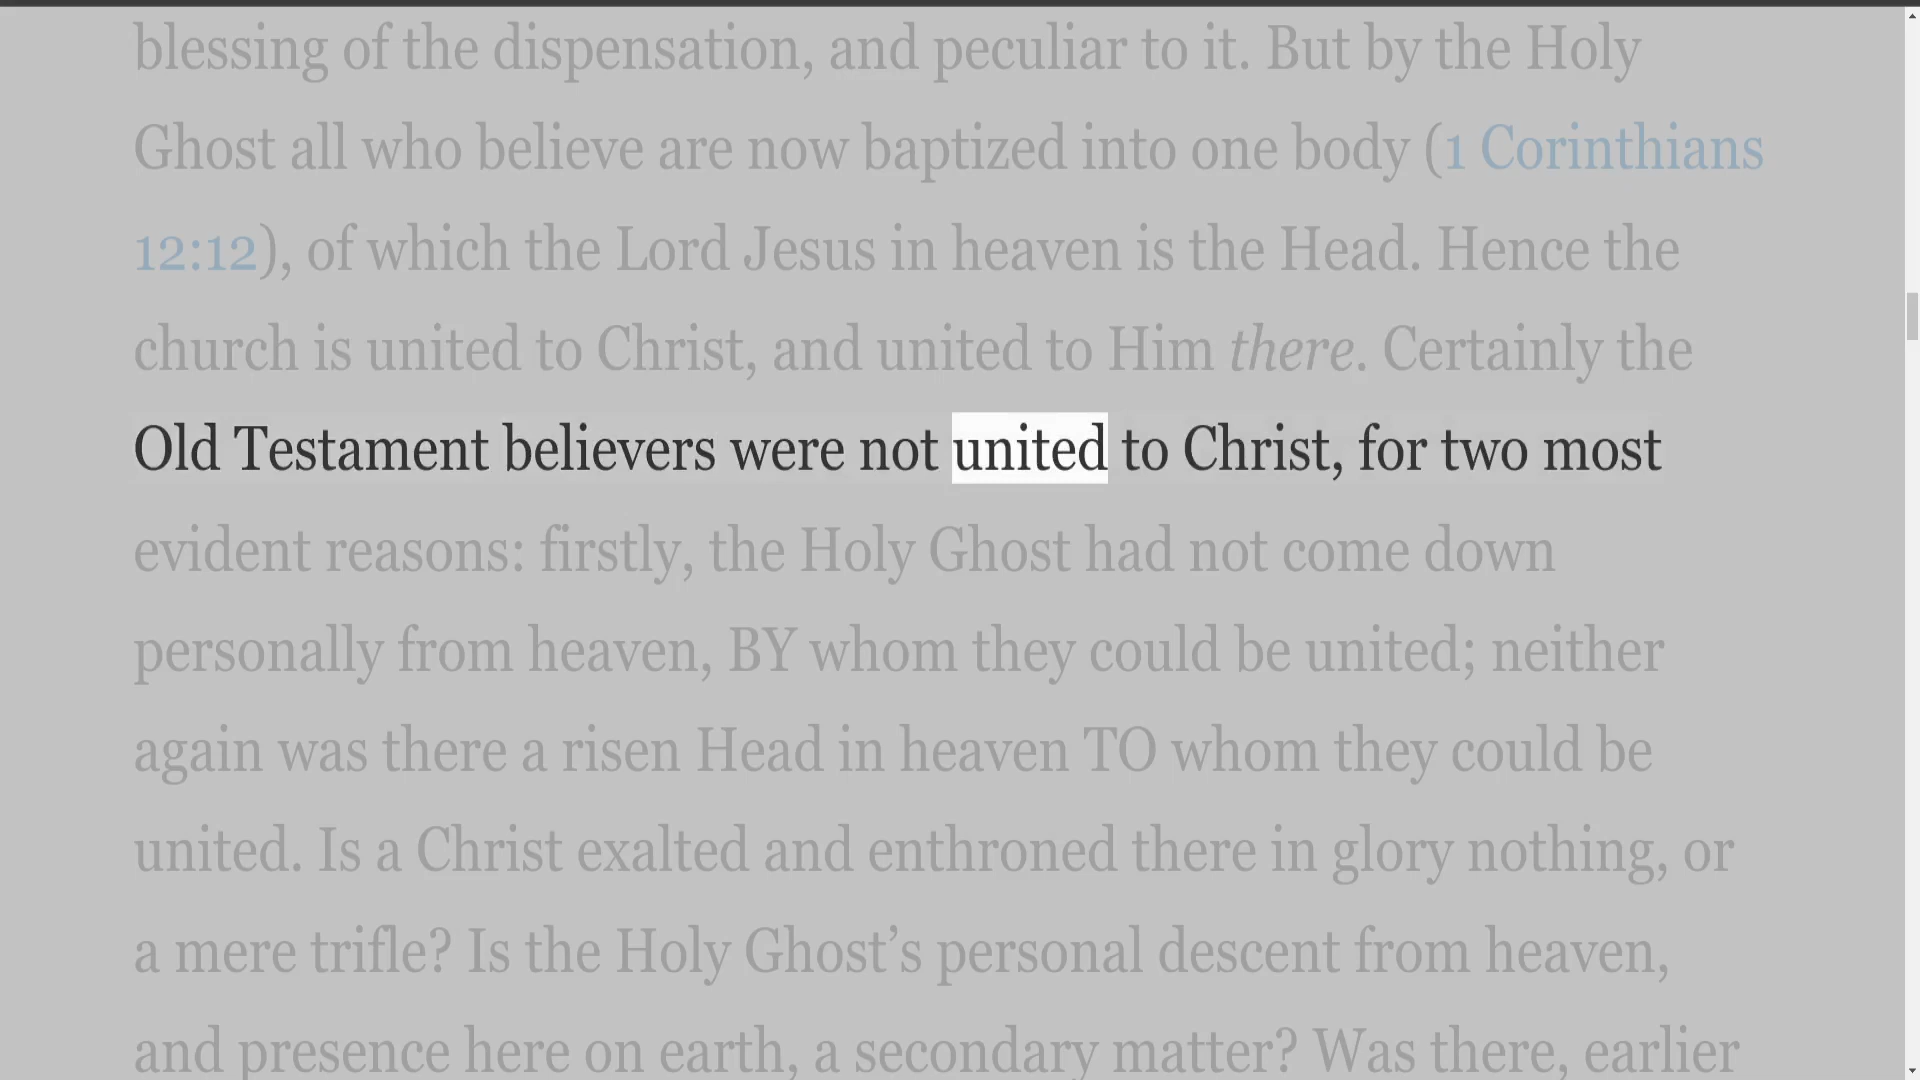 blessing of the dispensation, and peculiar to it. But by the Holy
Ghost all who believe are now baptized into one body (1 Corinthians
12:12), of which the Lord Jesus in heaven is the Head. Hence the
church is united to Christ, and united to Him there. Certainly the
Old Testament believers were not united to Christ, for two most
evident reasons: firstly, the Holy Ghost had not come down
personally from heaven, BY whom they could be united; neither
again was there a risen Head in heaven TO whom they could be
united. Is a Christ exalted and enthroned there in glory nothing, or
a mere trifle? Is the Holy Ghost’s personal descent from heaven,
and presence here on earth, a secondary matter? Was there, earlier